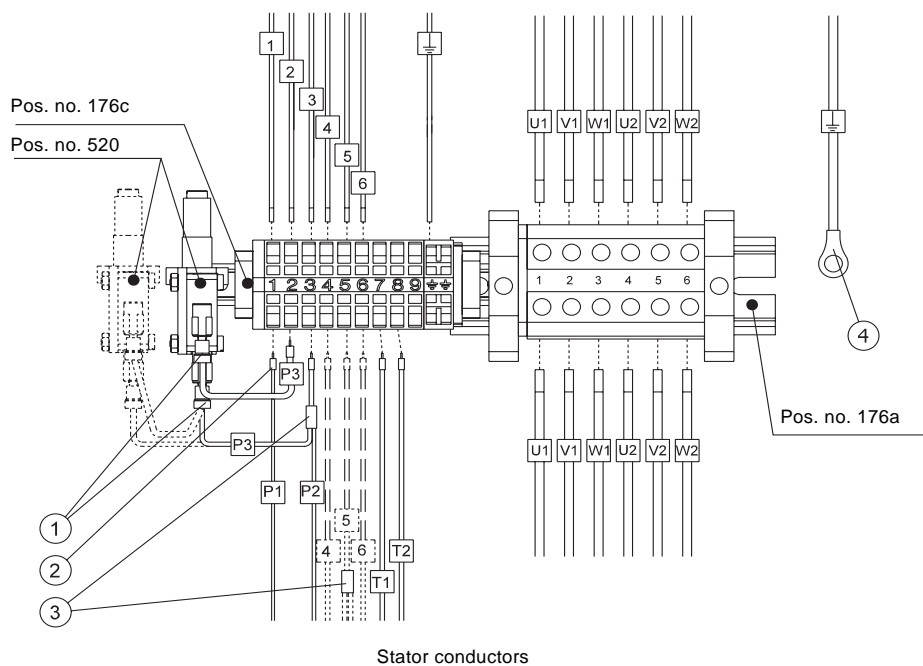 1
2
3
4
5
6
U1 V1 W1 U2 V2 W2
Pos. no. 176c
Pos. no. 520
1 2 3 4 5 6 7 8 9
1 2 3 4 5 6
4
P3
Pos. no. 176a
P3
U1 V1 W1 U2 V2 W2
P1 P2
1
5
4 6 T2
2
T1
3
Stator conductors